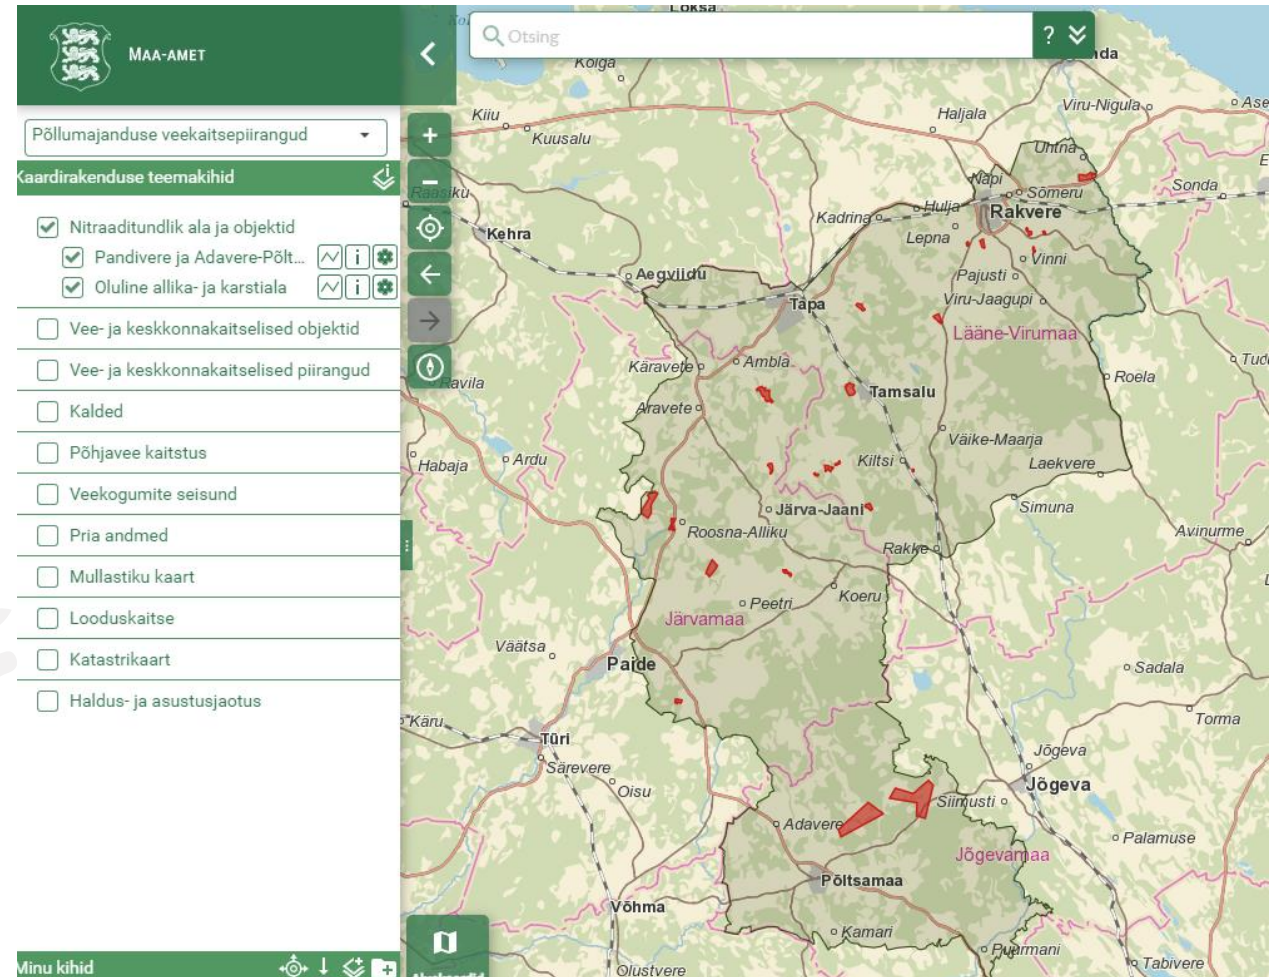 MAA-AMET
Otsing
?
Põllumajanduse veekaitsepiirangud
Kaardirakenduse teemakihid
Nitraaditundlik ala ja objektid
Pandivere ja Adavere-Põlt...
Oluline allika- ja karstiala
Vee- ja keskkonnakaitselised objektid
Vee- ja keskkonnakaitselised piirangud
Kalded
Põhjavee kaitstus
Veekogumite seisund
Pria andmed
Mullastiku kaart
Looduskaitse
Katastrikaart
Haldus- ja asustusjaotus
Minu kihid
Loksa
Kolga
Kiiu
Kuusalu
Haljala
Viru-Nigula
Uhtna
Näpi
Sõmeru
Sonda
Raasiku
Kehra
Kadrina
Hulja
Rakvere
Lepna
Vinni
Aegviidu
Pajusti
Tapa
Viru-Jaagupi
Lääne-Virumaa
Ambla
Käravete
Roela
Ravila
Tamsalu
Aravete
Väike-Maarja
Habaja
Ardu
Kiltsi
Laekvere
Järva-Jaani
Simuna
Roosna-Alliku
Avinurme
Rakke
Koeru
Peetri
Järvamaa
Väätsa
Paide
Sadala
Käru
Torma
Türi
Jõgeva
Särevere
Oisu
Jõgeva
Siimusti
Adavere
Palamuse
Jõgevamaa
Põltsamaa
Võhma
Kamari
Puurmani
Tabivere
Olustvere